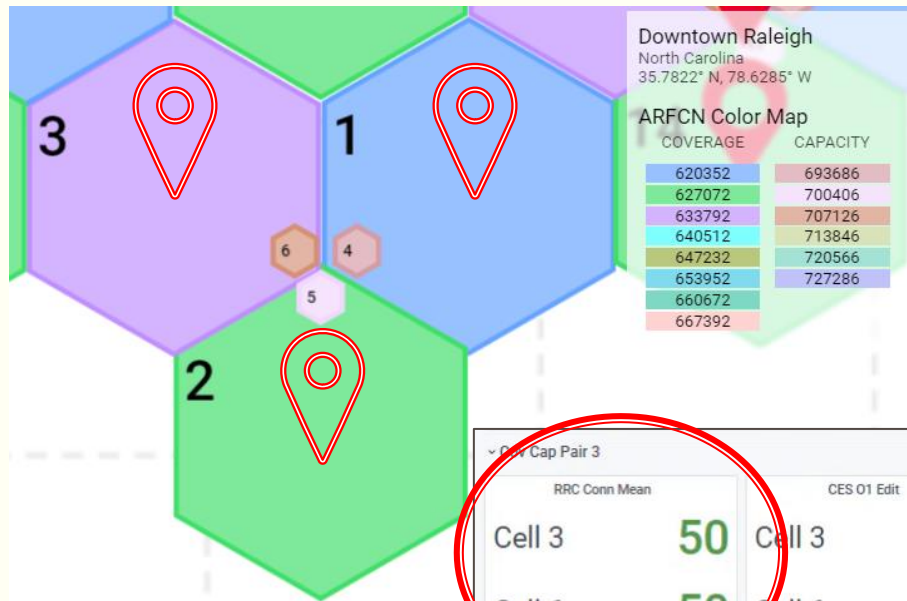 Downtown Raleigh
North Carolina
35.7822° N, 78.6285° W
ARFCN Color Map
14
COVERAGE CAPACITY
620352 693686
627072 700406
633792 707126
640512 713846
647232 720566
653952 727286
660672
667392
3
1
6
4
5
2
Cap Pair 3
RRC Conn Mean CES O1 Edit
Cell 3 50 Cell 3